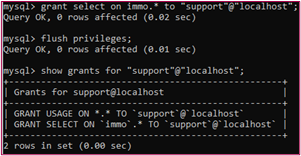 mysql> grant select on immo.* to "support"@"localhost";
Query OK, 0 rows affected (0.02 sec)
mysql> flush privileges;
Query OK, 0 rows affected (0.01 sec)
mysql> show grants for "support"@"localhost";
+--------------------------------------------------+
| Grants for support@localhost |
+--------------------------------------------------+
| GRANT USAGE ON *.* TO `support`@`localhost` |
| GRANT SELECT ON `immo`.* TO `support`@`localhost` |
+--------------------------------------------------+
2 rows in set (0.00 sec)